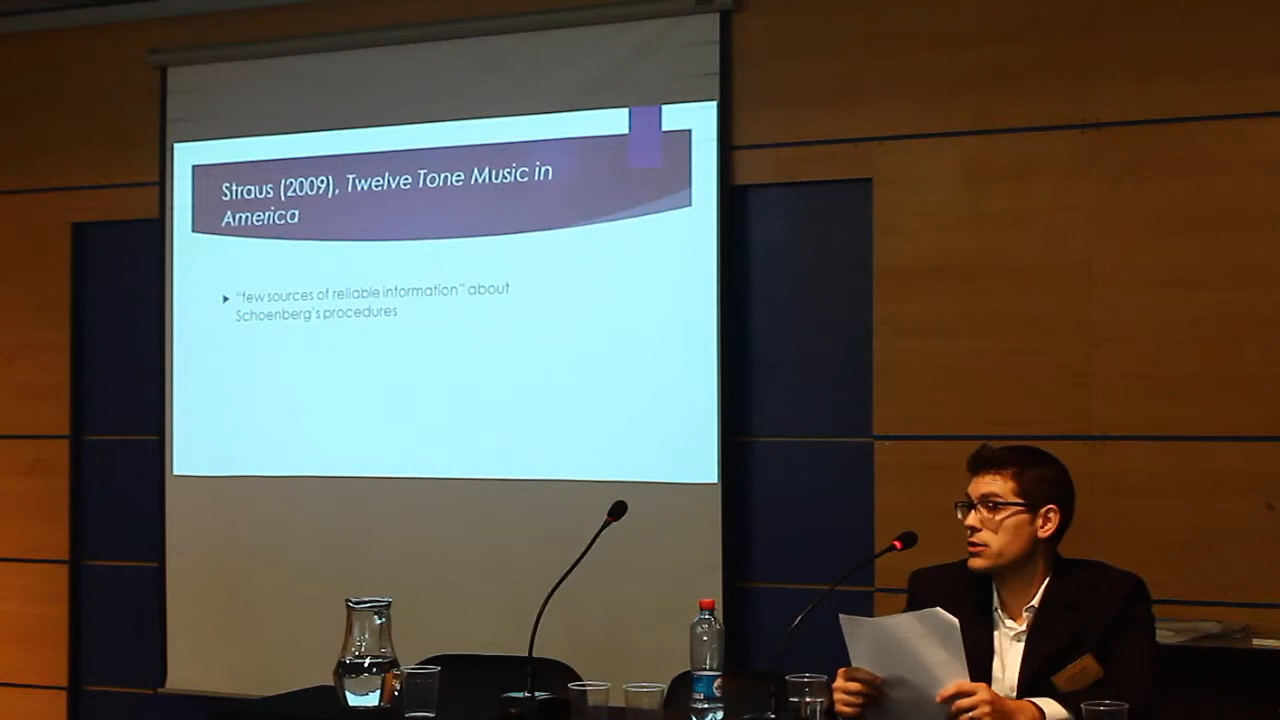 Straus (2009), Twelve Tone Music in
America
“few sources of reliable information” about
Schoenberg’s procedures